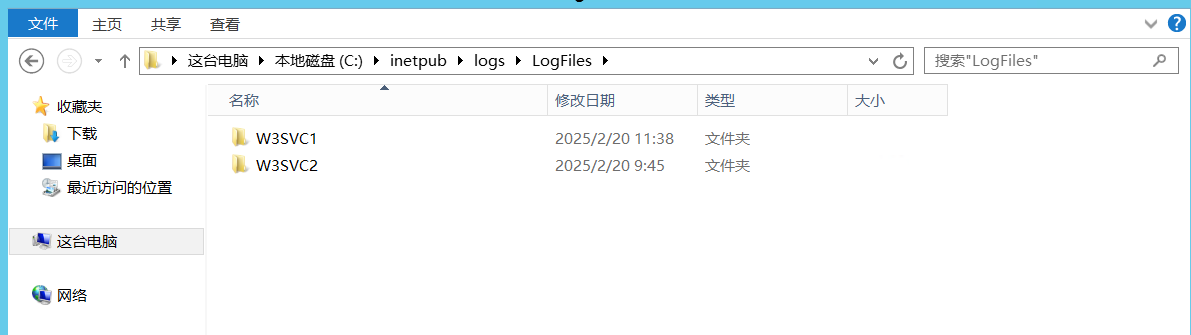 文件 主页 共享 查看
这台电脑 本地磁盘 (C:) inetpub logs LogFiles 搜索"LogFiles"
收藏夹
下载
桌面
最近访问的位置
这台电脑
网络
名称 修改日期 类型 大小
W3SVC1 2025/2/20 11:38 文件夹
W3SVC2 2025/2/20 9:45 文件夹